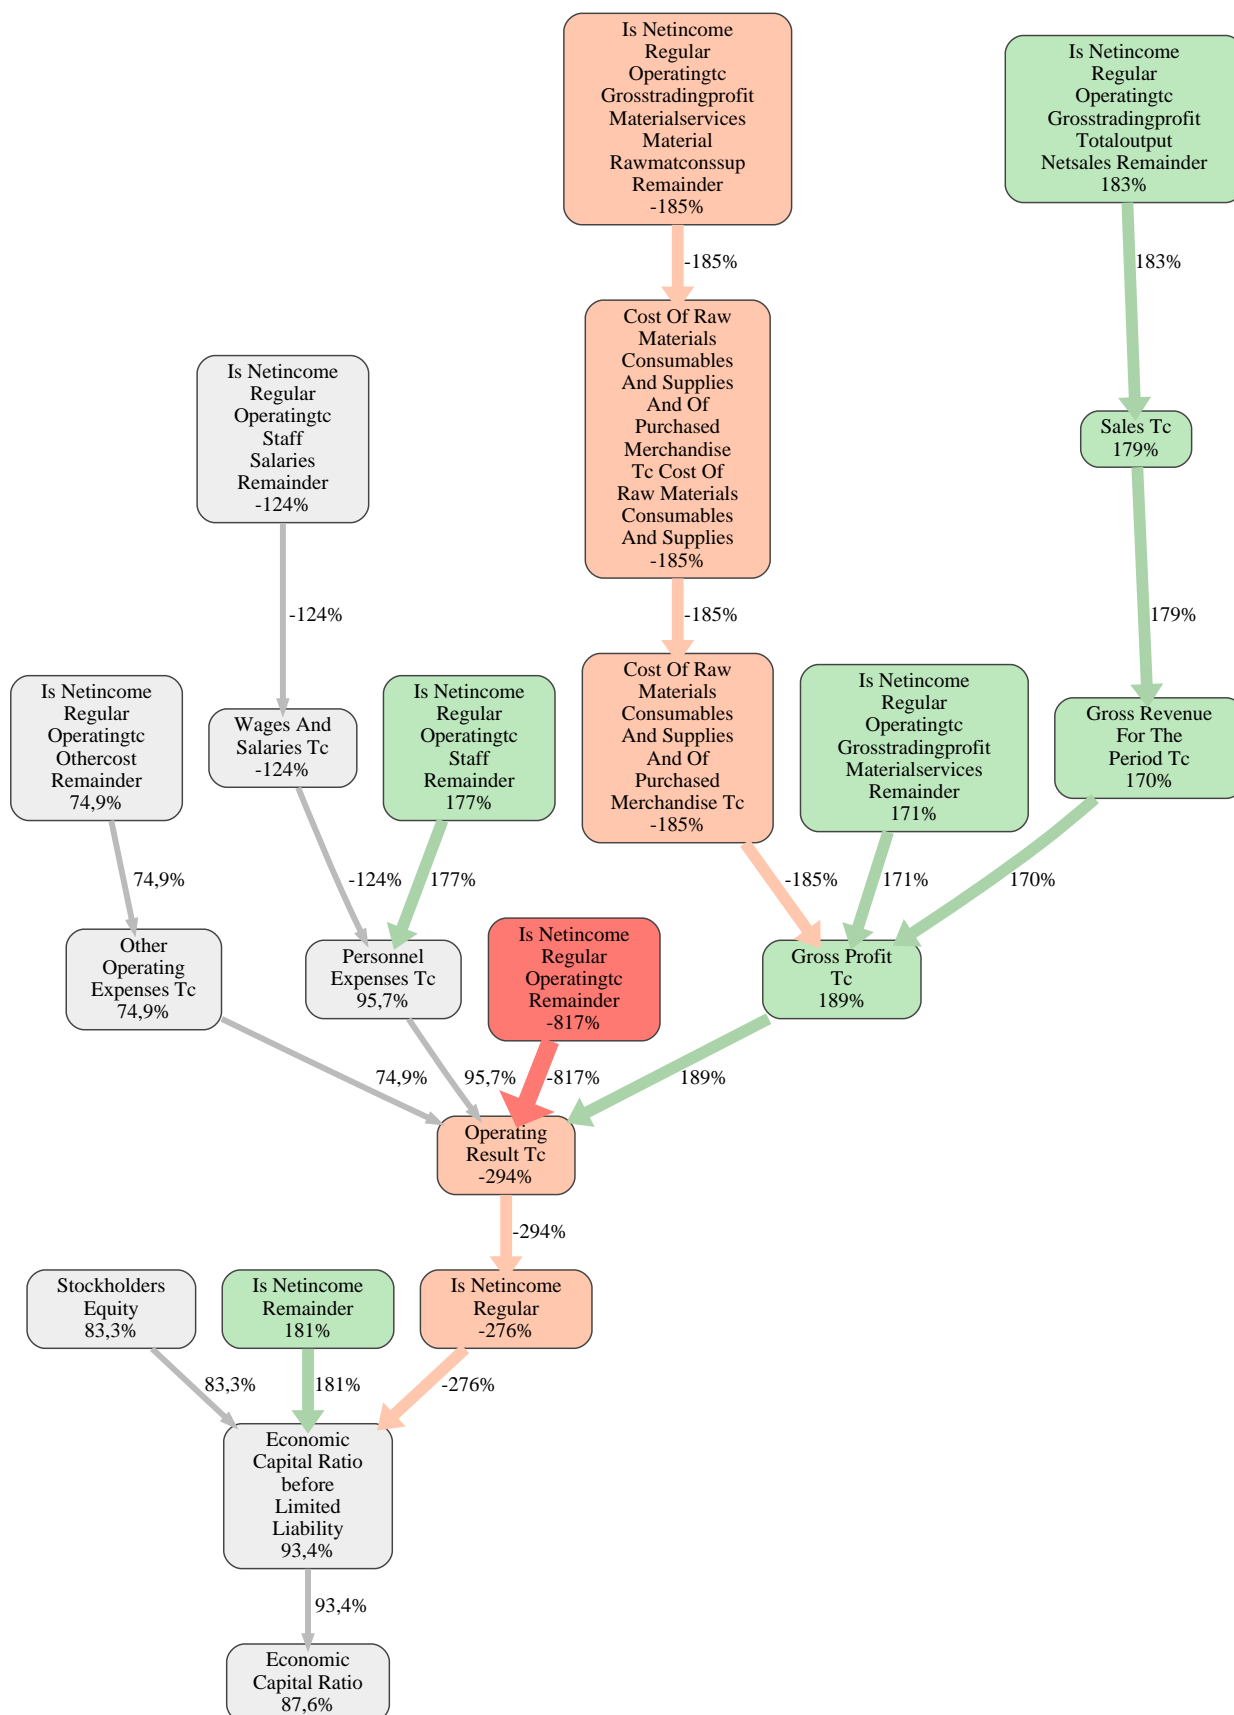 Is Netincome
Regular
Operatingtc
Grosstradingprofit
Materialservices
Material
Rawmatconssup
Remainder
-185%
Is Netincome
Regular
Operatingtc
Grosstradingprofit
Totaloutput
Netsales Remainder
183%
-185%
183%
Cost Of Raw
Materials
Consumables
And Supplies
And Of
Purchased
Merchandise
Tc Cost Of
Raw Materials
Consumables
And Supplies
-185%
Is Netincome
Regular
Operatingtc
Staff
Salaries
Remainder
-124%
Sales Tc
179%
-124%
-185%
179%
Is Netincome
Regular
Operatingtc
Othercost
Remainder
74,9%
Wages And
Salaries Tc
-124%
Is Netincome
Regular
Operatingtc
Staff
Remainder
177%
Cost Of Raw
Materials
Consumables
And Supplies
And Of
Purchased
Merchandise Tc
-185%
Is Netincome
Regular
Operatingtc
Grosstradingprofit
Materialservices
Remainder
171%
Gross Revenue
For The
Period Tc
170%
74,9%
-124%
177%
-185%
171%
170%
Other
Operating
Expenses Tc
74,9%
Personnel
Expenses Tc
95,7%
Is Netincome
Regular
Operatingtc
Remainder
-817%
Gross Profit
Tc
189%
74,9%
95,7%
-817%
189%
Operating
Result Tc
-294%
-294%
Stockholders
Equity
83,3%
Is Netincome
Remainder
181%
Is Netincome
Regular
-276%
83,3%
181%
-276%
Economic
Capital Ratio
before
Limited
Liability
93,4%
93,4%
Economic
Capital Ratio
87,6%